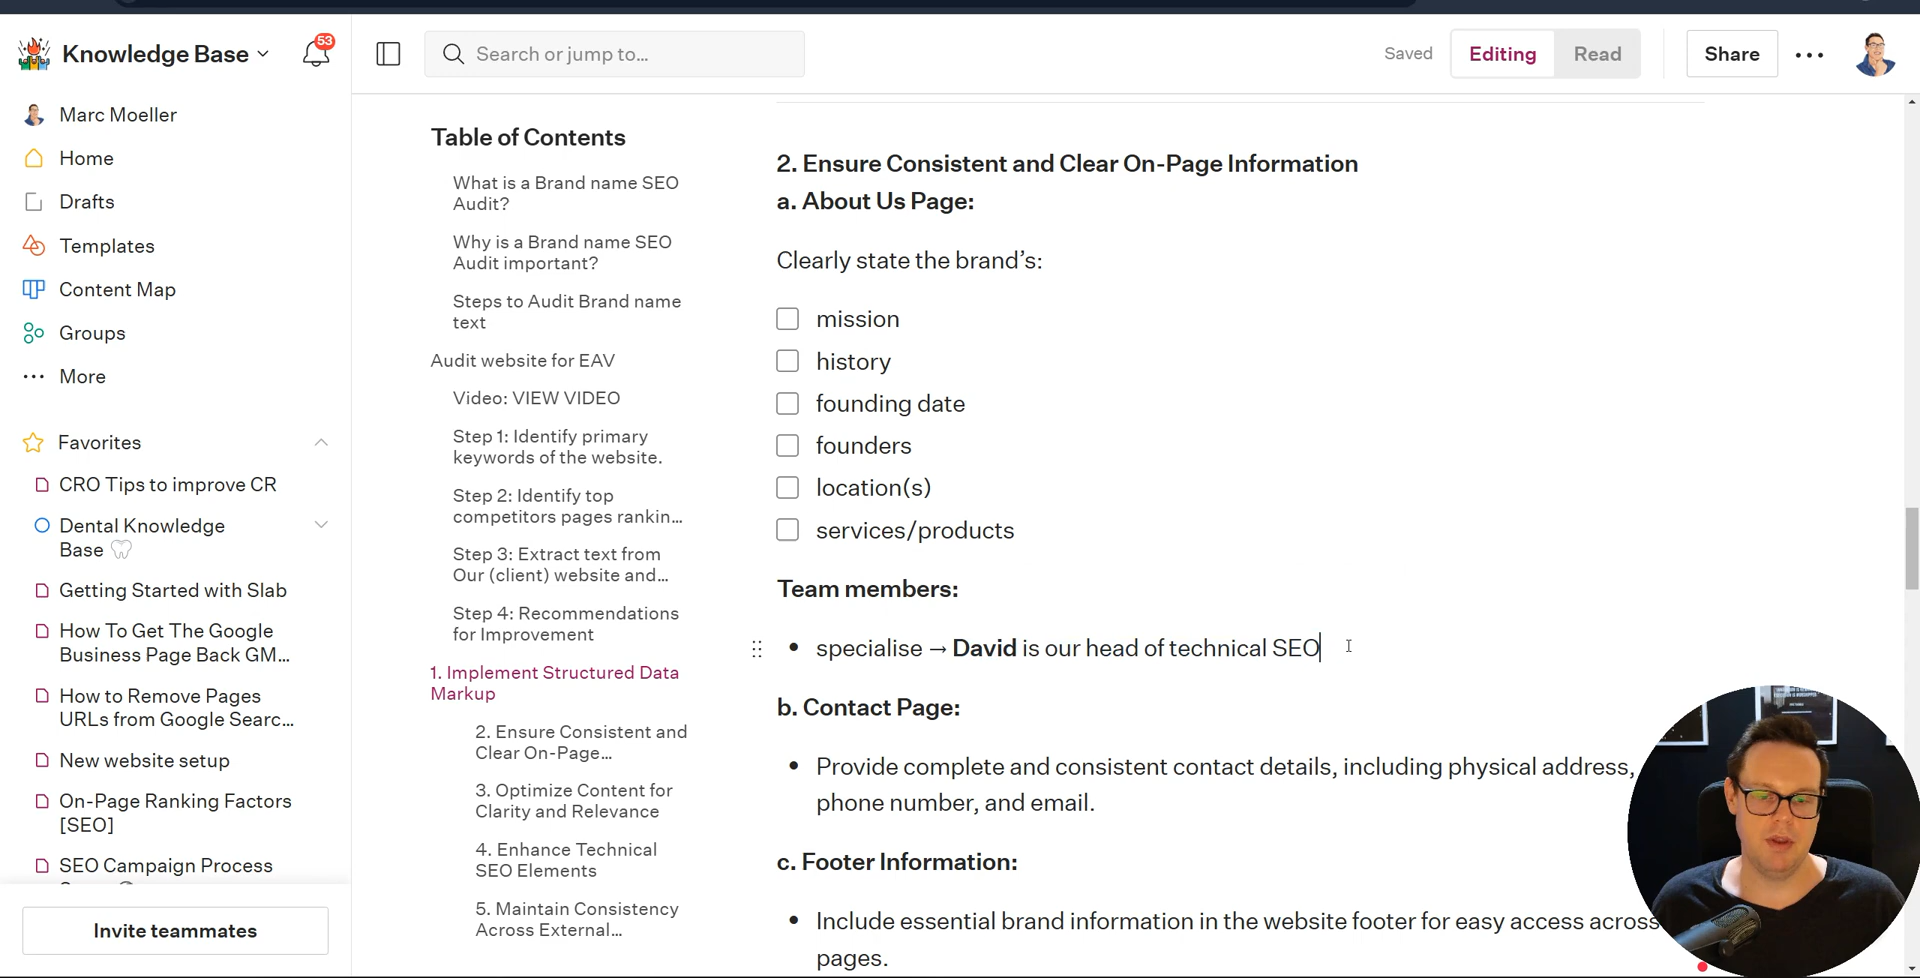 Knowledge Base
53
Search or jump to...
Saved
Editing
Read
Share
Marc Moeller
Home
Drafts
Templates
Content Map
Groups
More
Favorites
CRO Tips to improve CR
Dental Knowledge
Base
Getting Started with Slab
How To Get The Google
Business Page Back GM...
How to Remove Pages
URLs from Google Searc...
New website setup
On-Page Ranking Factors
[SEO]
SEO Campaign Process
Invite teammates
Table of Contents
What is a Brand name SEO
Audit?
Why is a Brand name SEO
Audit important?
Steps to Audit Brand name
text
Audit website for EAV
Video: VIEW VIDEO
Step 1: Identify primary
keywords of the website.
Step 2: Identify top
competitors pages rankin...
Step 3: Extract text from
Our (client) website and...
Step 4: Recommendations
for Improvement
1. Implement Structured Data
Markup
2. Ensure Consistent and
Clear On-Page...
3. Optimize Content for
Clarity and Relevance
4. Enhance Technical
SEO Elements
5. Maintain Consistency
Across External...
2. Ensure Consistent and Clear On-Page Information
a. About Us Page:
Clearly state the brand’s:
mission
history
founding date
founders
location(s)
services/products
Team members:
• specialise → David is our head of technical SEO
b. Contact Page:
• Provide complete and consistent contact details, including physical address,
phone number, and email.
c. Footer Information:
• Include essential brand information in the website footer for easy access across
pages.